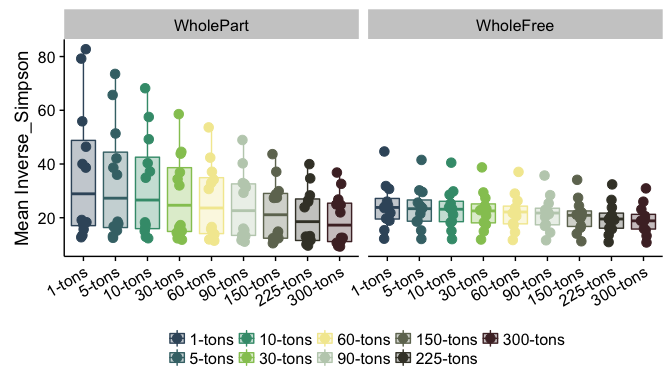 WholePart WholeFree
Mean Inverse_Simpson
80
60
40
20
1-tons 5-tons 10-tons 30-tons 60-tons 90-tons 150-tons 225-tons 300-tons 1-tons 5-tons 10-tons 30-tons 60-tons 90-tons 150-tons 225-tons 300-tons
1-tons 10-tons 60-tons 150-tons 300-tons
5-tons 30-tons 90-tons 225-tons